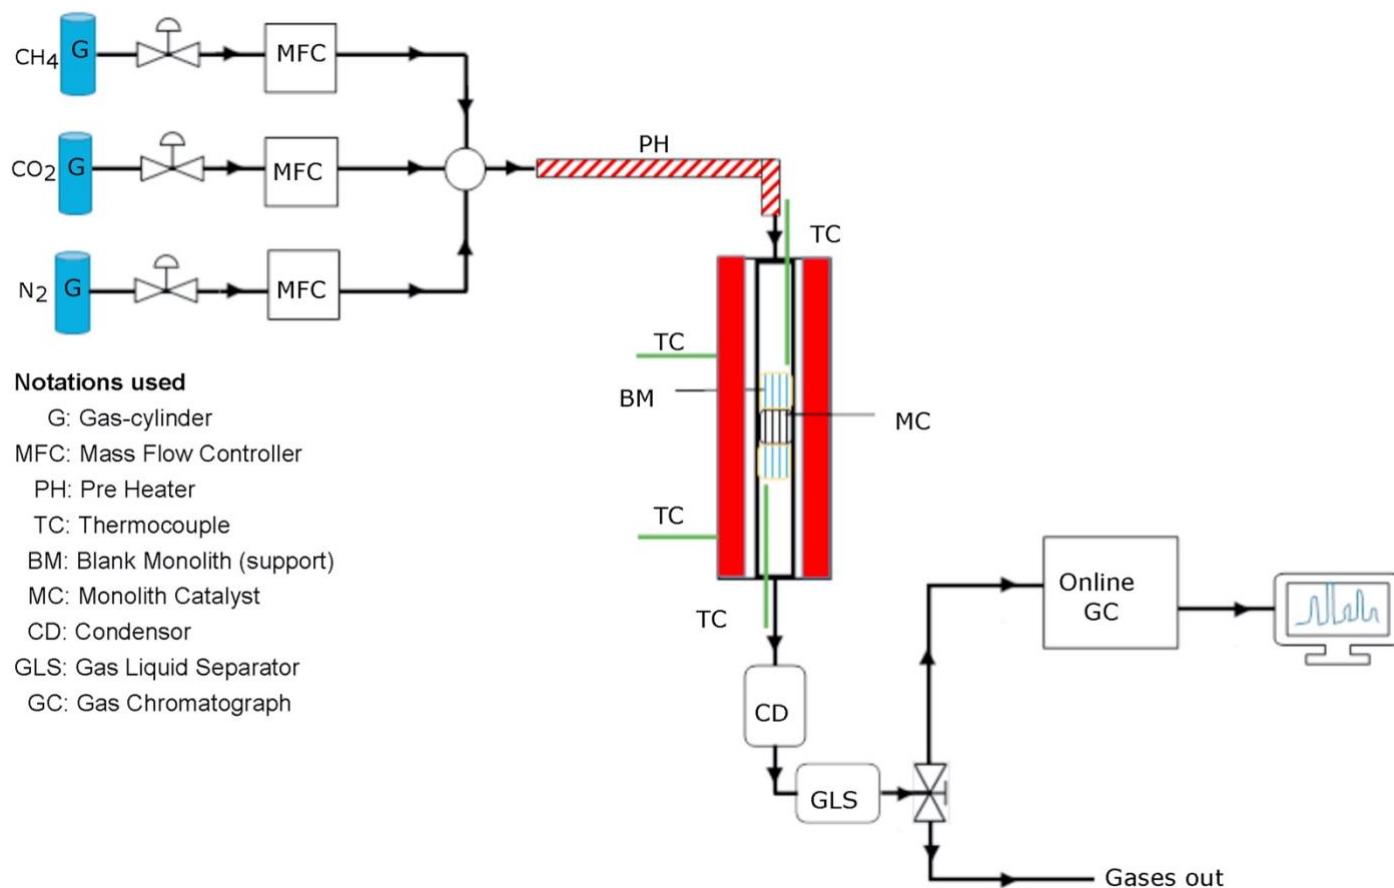 CH4 G MFC
CO2 G MFC
N2 G MFC
PH
TC
TC
BM
MC
TC
TC
CD
GLS
Online
GC
Gases out
Notations used
G: Gas-cylinder
MFC: Mass Flow Controller
PH: Pre Heater
TC: Thermocouple
BM: Blank Monolith (support)
MC: Monolith Catalyst
CD: Condensor
GLS: Gas Liquid Separator
GC: Gas Chromatograph